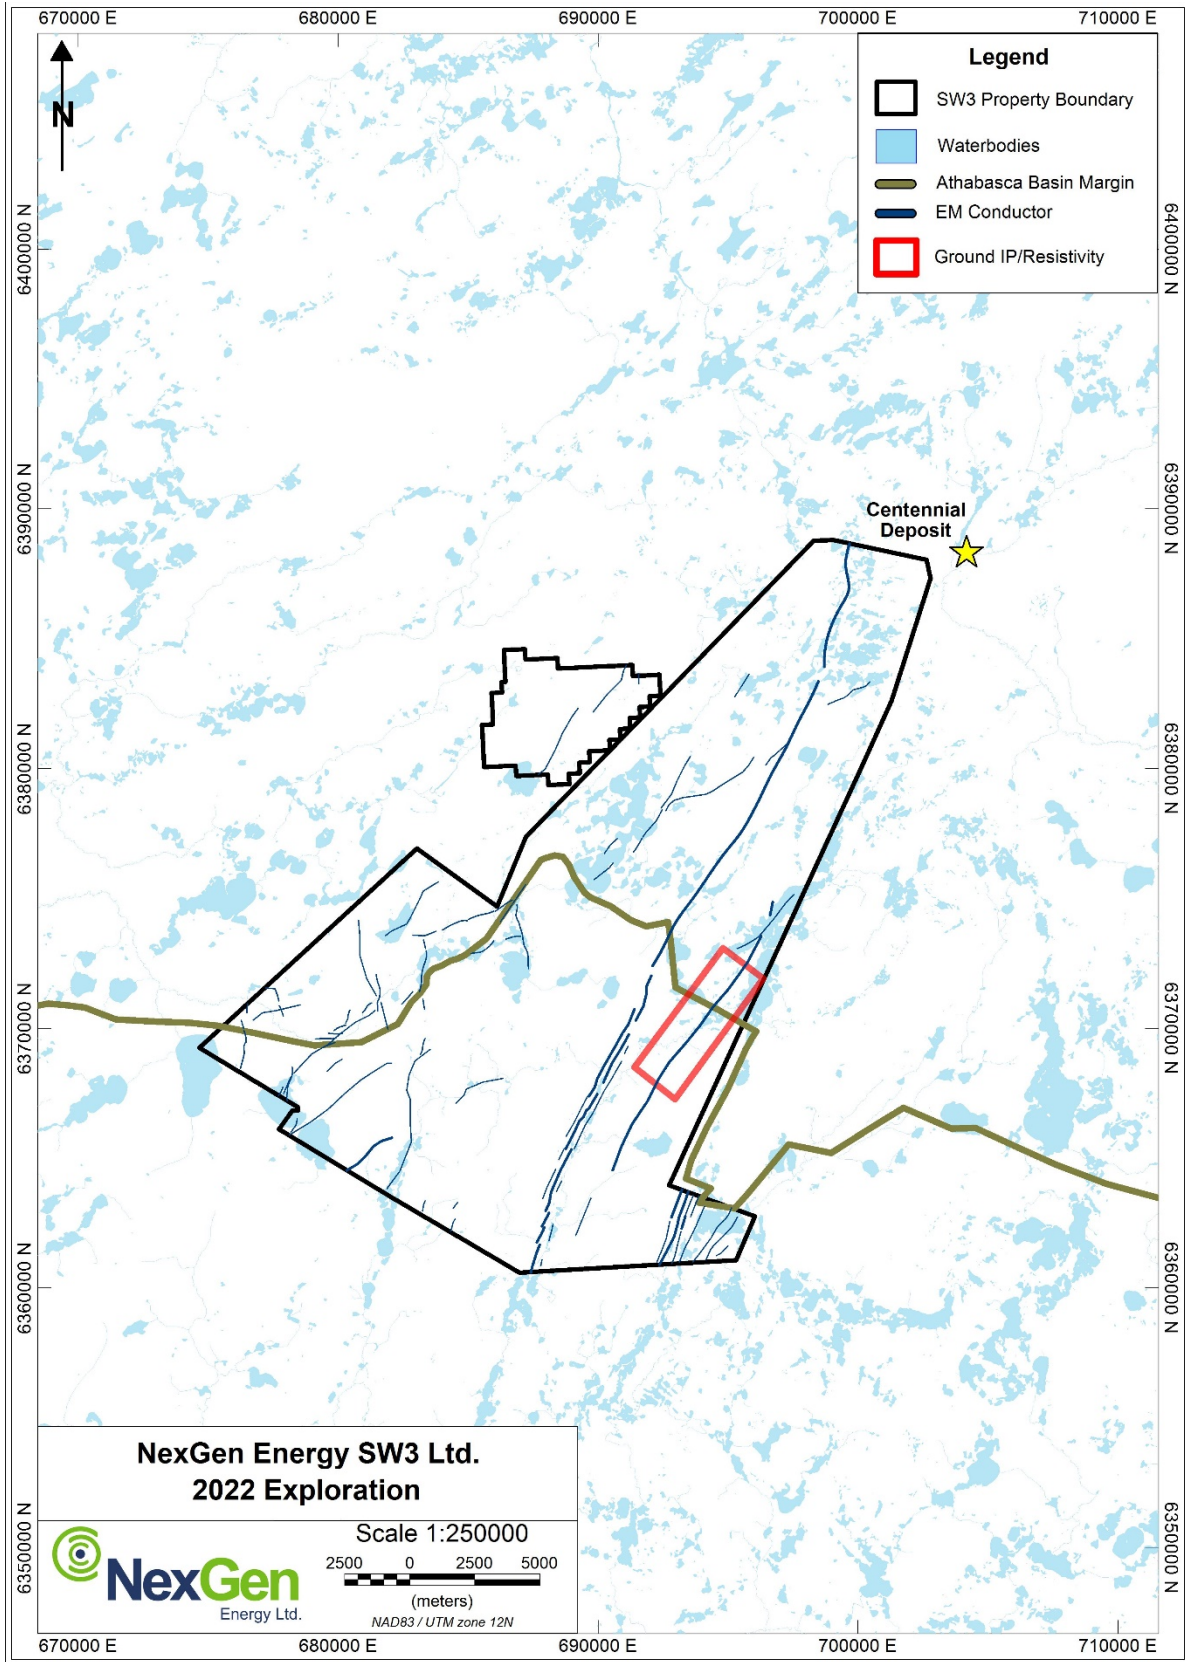 670000 E
680000 E
690000 E
700000 E
710000 E
N
Legend
SW3 Property Boundary
Waterbodies
Athabasca Basin Margin
EM Conductor
Ground IP/Resistivity
6400000 N
6400000 N
6390000 N
6390000 N
Centennial
Deposit
6380000 N
6380000 N
6370000 N
6370000 N
6360000 N
6360000 N
NexGen Energy SW3 Ltd.
2022 Exploration
6350000 N
6350000 N
NexGen
Energy Ltd.
Scale 1:250000
2500 0 2500 5000
(meters)
NAD83 / UTM zone 12N
670000 E
680000 E
690000 E
700000 E
710000 E